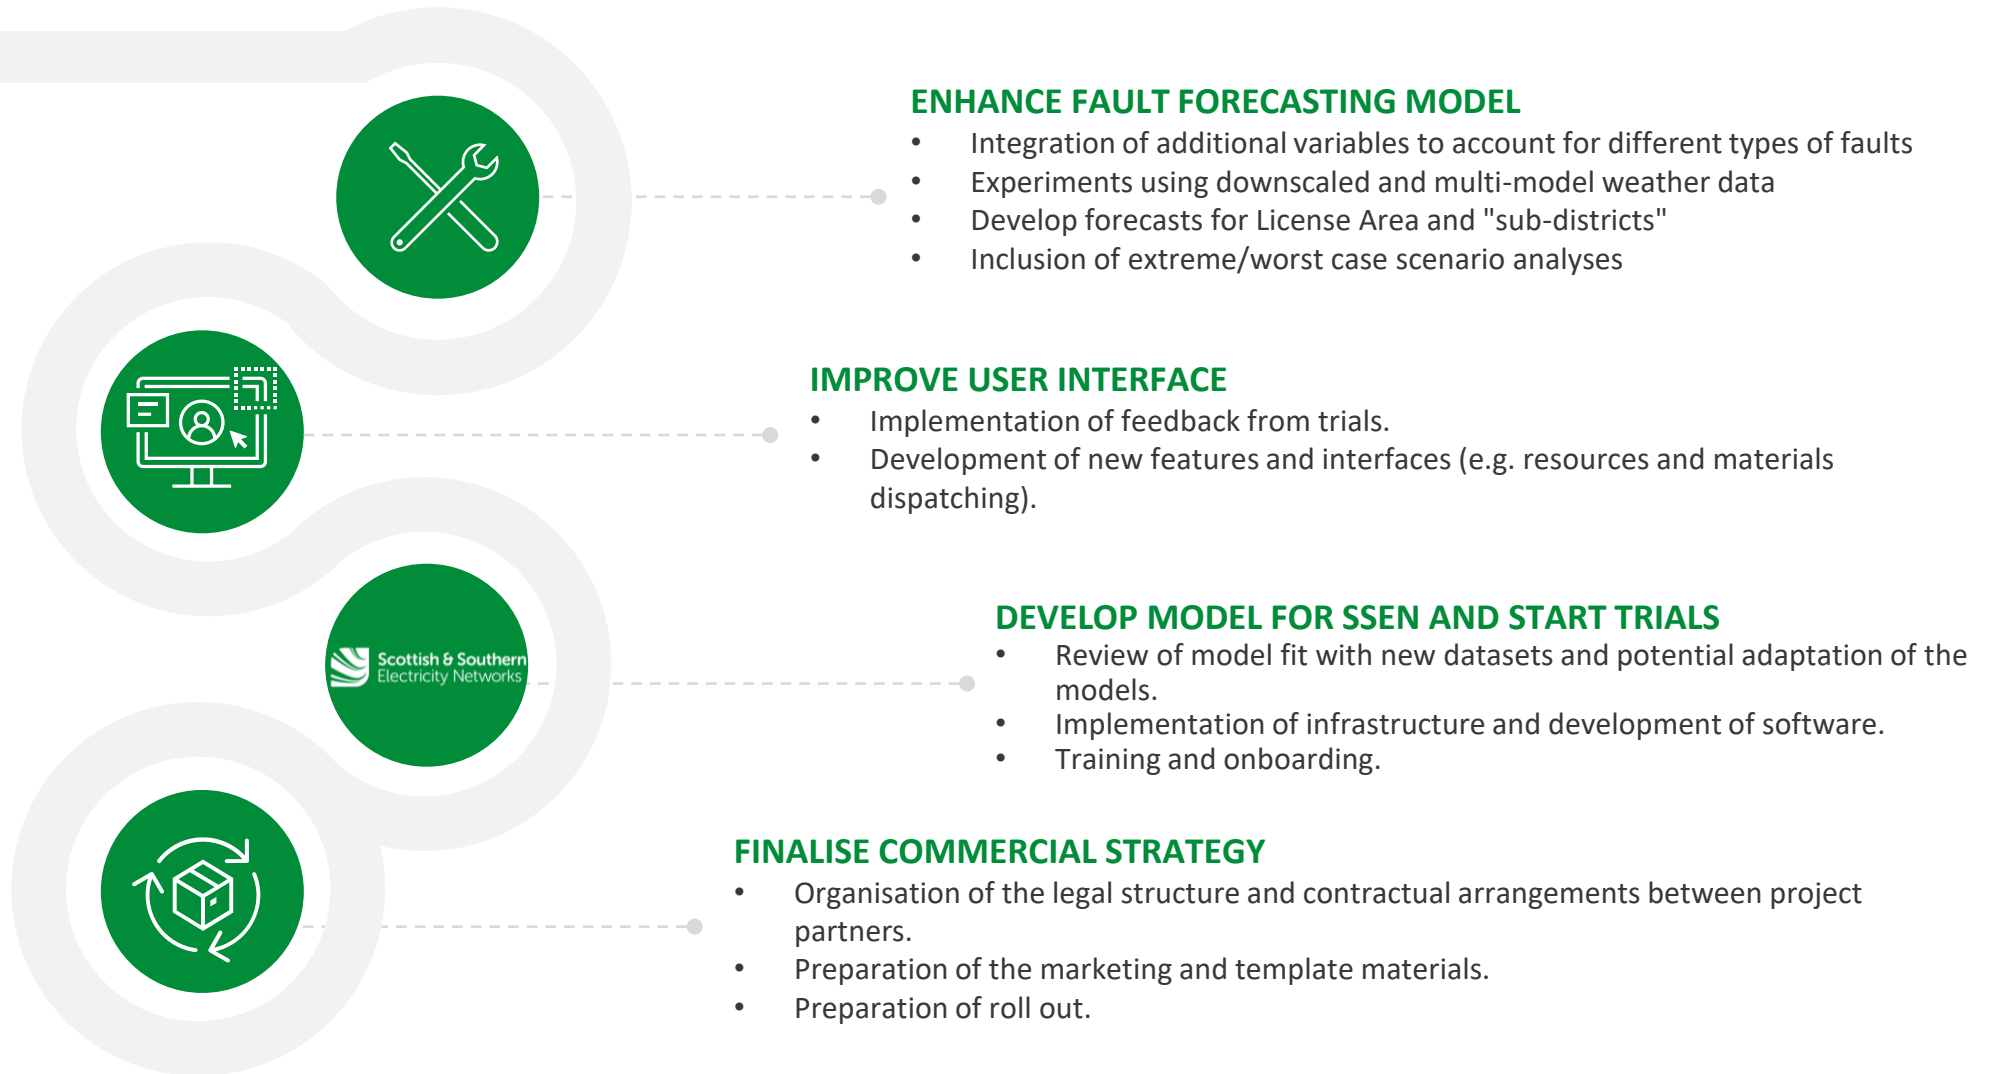 ENHANCE FAULT FORECASTING MODEL
• Integration of additional variables to account for different types of faults
• Experiments using downscaled and multi-model weather data
• Develop forecasts for License Area and "sub-districts"
• Inclusion of extreme/worst case scenario analyses
IMPROVE USER INTERFACE
• Implementation of feedback from trials.
• Development of new features and interfaces (e.g. resources and materials
dispatching).
Scottish & Southern
Electricity Networks
DEVELOP MODEL FOR SSEN AND START TRIALS
• Review of model fit with new datasets and potential adaptation of the
models.
• Implementation of infrastructure and development of software.
• Training and onboarding.
FINALISE COMMERCIAL STRATEGY
• Organisation of the legal structure and contractual arrangements between project
partners.
• Preparation of the marketing and template materials.
• Preparation of roll out.